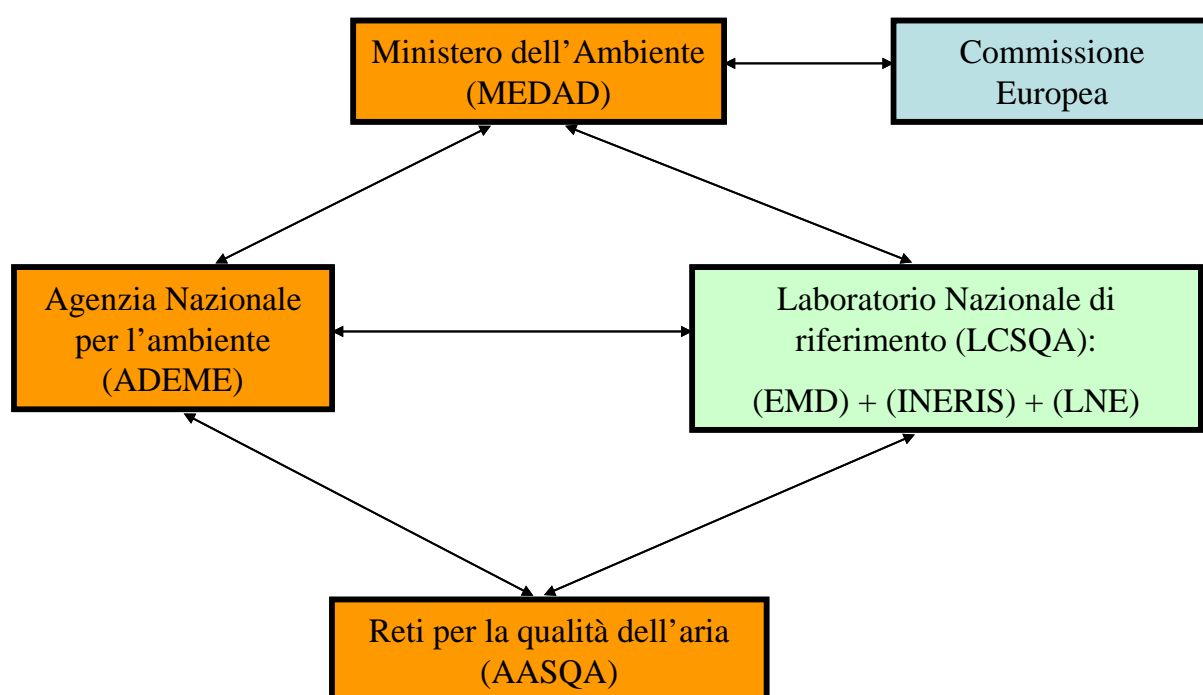 Ministero dell’Ambiente
(MEDAD)
Commissione
Europea
Agenzia Nazionale
per l’ambiente
(ADEME)
Laboratorio Nazionale di
riferimento (LCSQA):
(EMD) + (INERIS) + (LNE)
Reti per la qualità dell’aria
(AASQA)